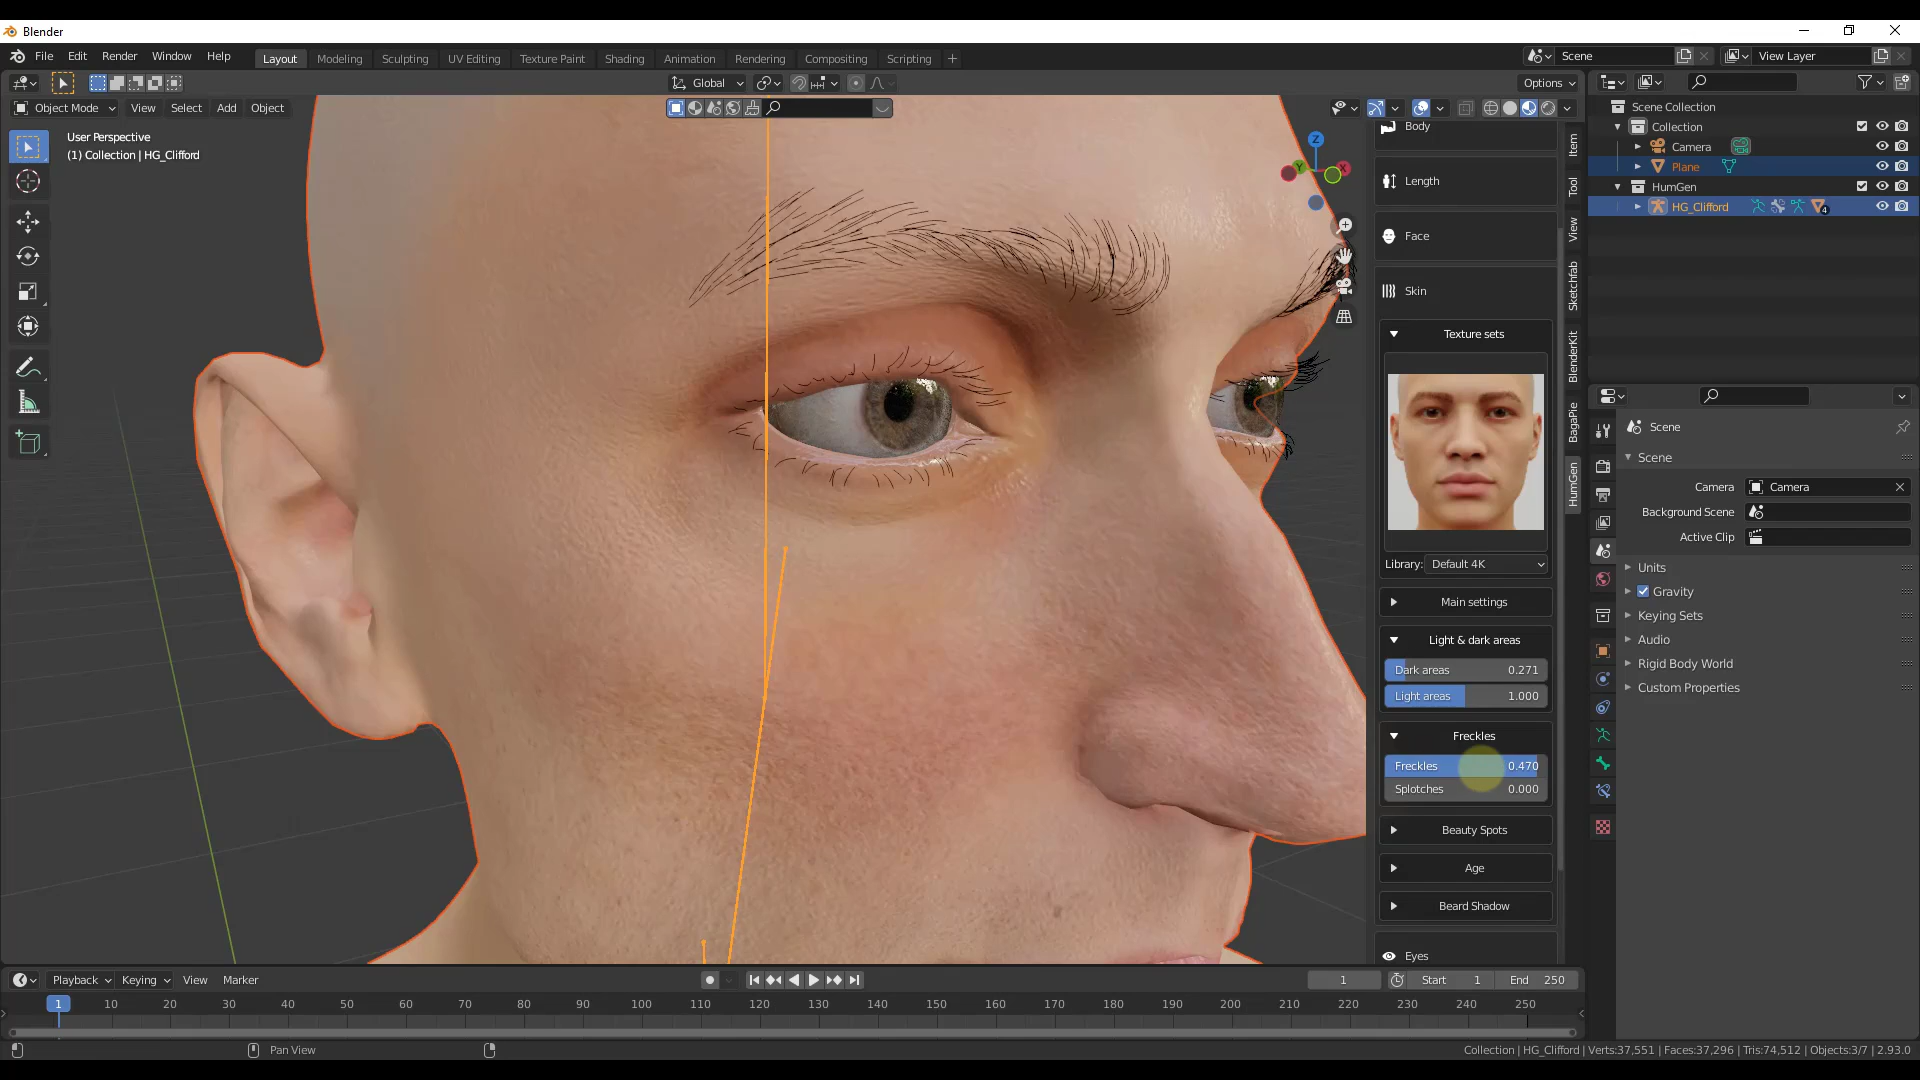 Blender
File Edit Render Window Help
Layout Modeling Sculpting UV Editing Texture Paint Shading Animation Rendering Compositing Scripting +
Scene
View Layer
Global
Options
Object Mode View Select Add Object
User Perspective
(1) Collection | HG_Clifford
Z
Y
X
Body
Length
Face
Skin
Texture sets
Library: Default 4K
Main settings
Light & dark areas
Dark areas 0.271
Light areas 1.000
Freckles
Freckles 0.470
Splotches 0.000
Beauty Spots
Age
Beard Shadow
Eyes
Item
Tool
View
Sketchfab
BlenderKit
BagaPie
HumGen
Scene Collection
Collection
Camera
Plane
HumGen
HG_Clifford
4
Scene
Scene
Camera Camera
Background Scene
Active Clip
Units
Gravity
Keying Sets
Audio
Rigid Body World
Custom Properties
Playback Keying View Marker
1 Start 1 End 250
1 10 20 30 40 50 60 70 80 90 100 110 120 130 140 150 160 170 180 190 200 210 220 230 240 250
Pan View
Collection | HG_Clifford | Verts:37,551 | Faces:37,296 | Tris:74,512 | Objects:3/7 | 2.93.0